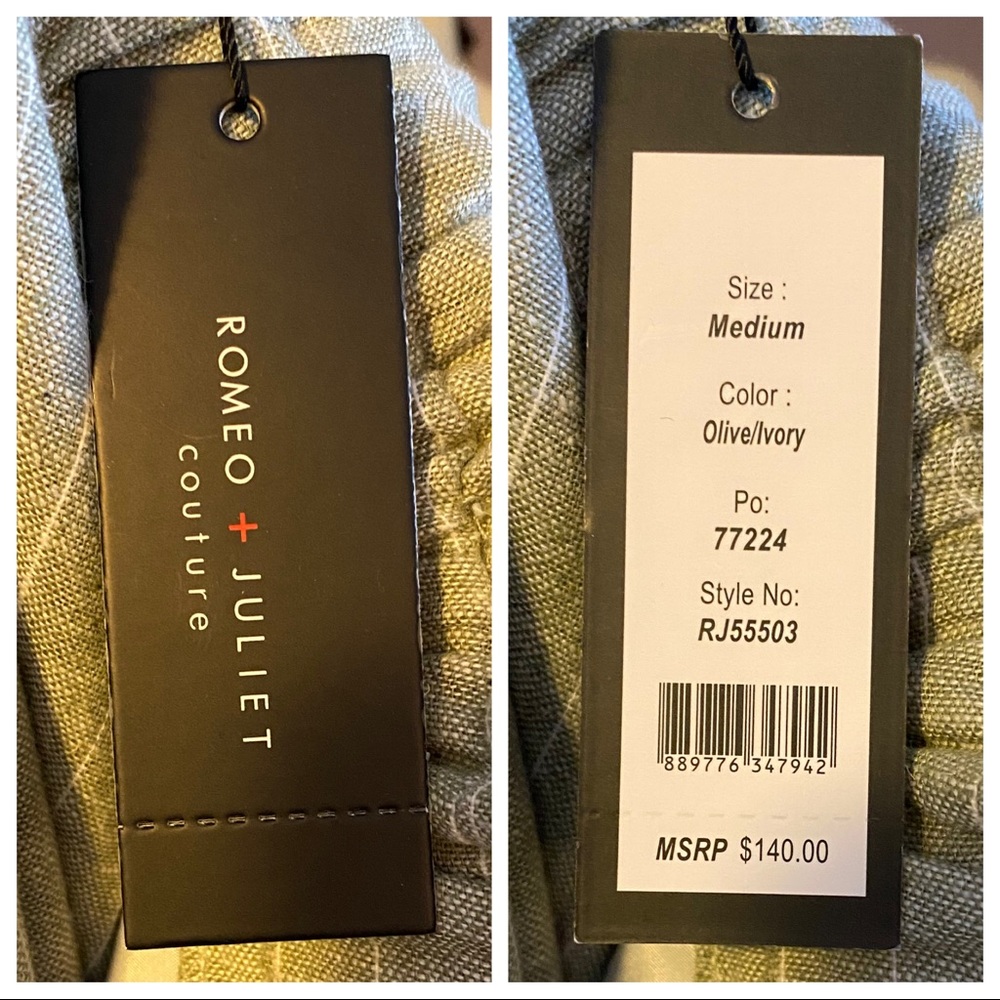 ROMEO + JULIET
couture
Size :
Medium
Color :
Olive/Ivory
Po:
77224
Style No:
RJ55503
889776 347942
MSRP $140.00